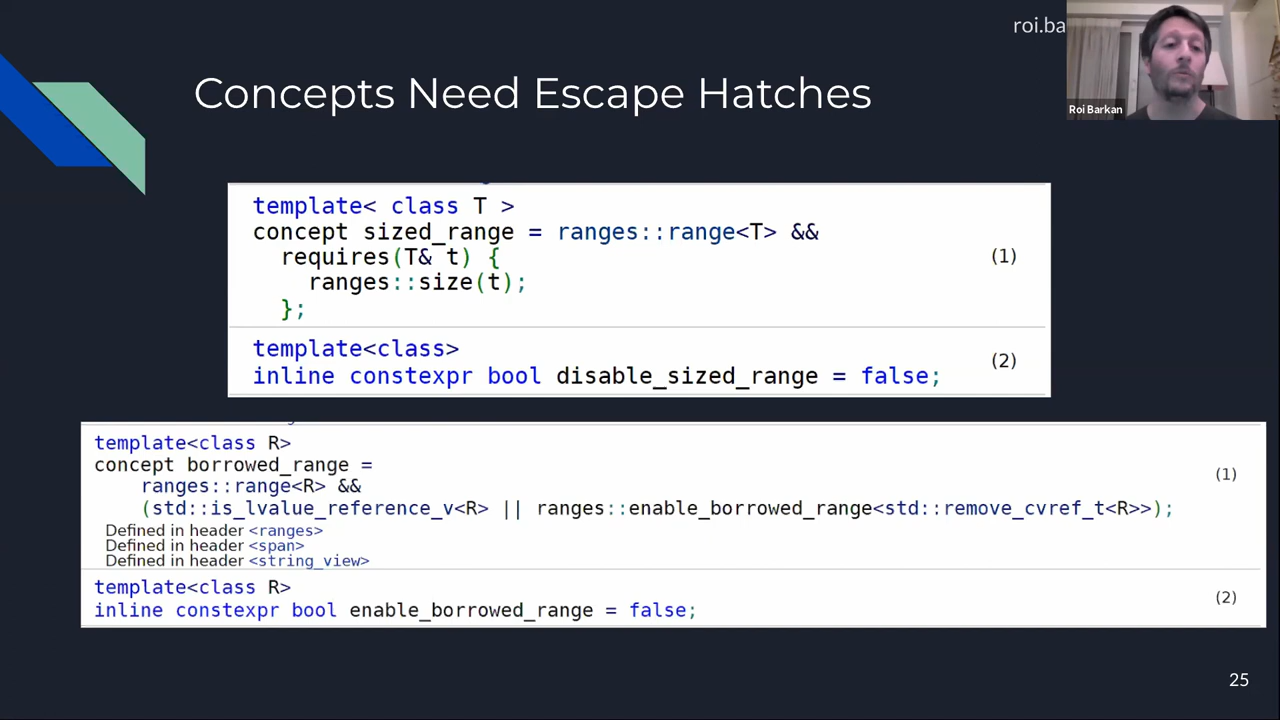 roi.ba
Roi Barkan
Concepts Need Escape Hatches
template< class T >
concept sized_range = ranges::range<T> &&
requires(T& t) {
ranges::size(t);
};
(1)
template<class>
inline constexpr bool disable_sized_range = false;
(2)
template<class R>
concept borrowed_range =
ranges::range<R> &&
(std::is_lvalue_reference_v<R> || ranges::enable_borrowed_range<std::remove_cvref_t<R>>);
(1)
Defined in header <ranges>
Defined in header <span>
Defined in header <string_view>
template<class R>
inline constexpr bool enable_borrowed_range = false;
(2)
25